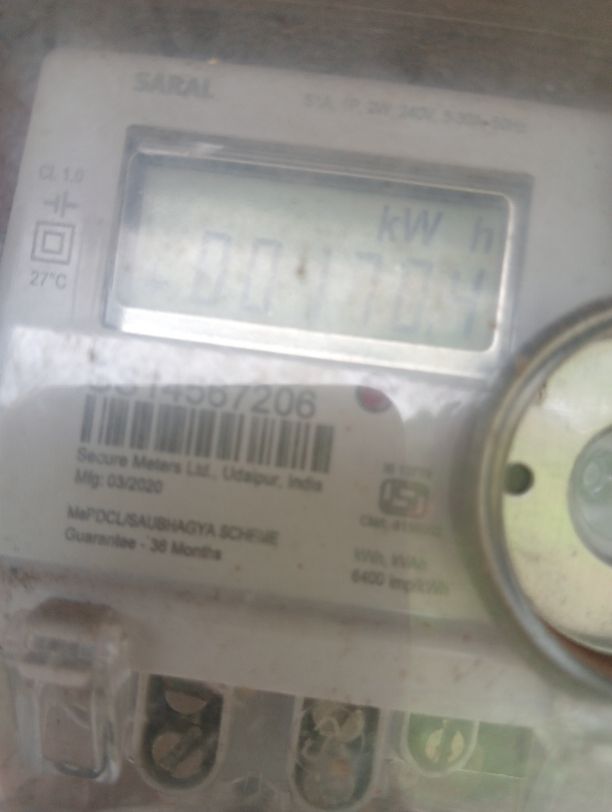 SARAL
CL 1.0
kW h
001704
27°C
14567206
Secure Meters Ltd., Udaipur, India
Mfg: 03/2020
MePDCL/SAUBHAGYA SCHEME
Guarantee - 36 Months
6400 imp/kWh